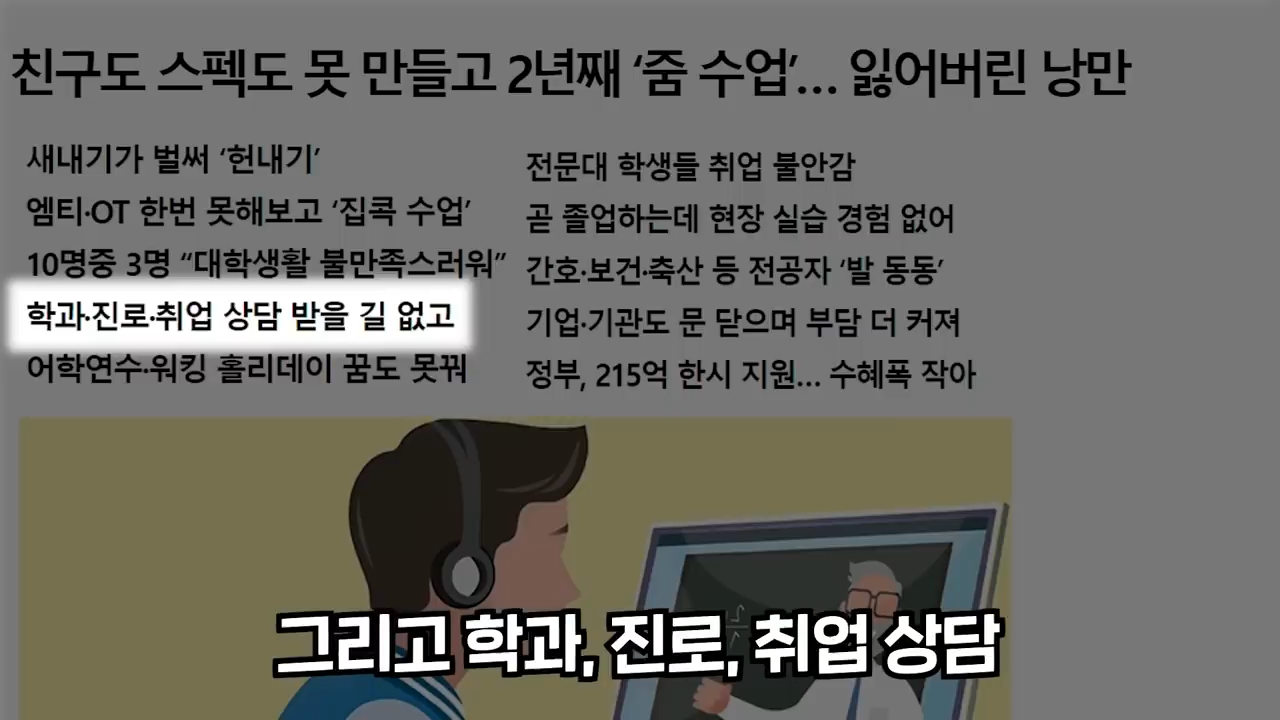 친구도 스펙도 못 만들고 2년째 ‘줌 수업’... 잃어버린 낭만
새내기가 벌써 ‘헌내기’
엠티·OT 한번 못해보고 ‘집콕 수업’
10명중 3명 “대학생활 불만족스러워”
학과·진로·취업 상담 받을 길 없고
어학연수·워킹 홀리데이 꿈도 못꿔
전문대 학생들 취업 불안감
곧 졸업하는데 현장 실습 경험 없어
간호·보건·축산 등 전공자 ‘발 동동’
기업·기관도 문 닫으며 부담 더 커져
정부, 215억 한시 지원... 수혜폭 작아
그리고 학과, 진로, 취업 상담